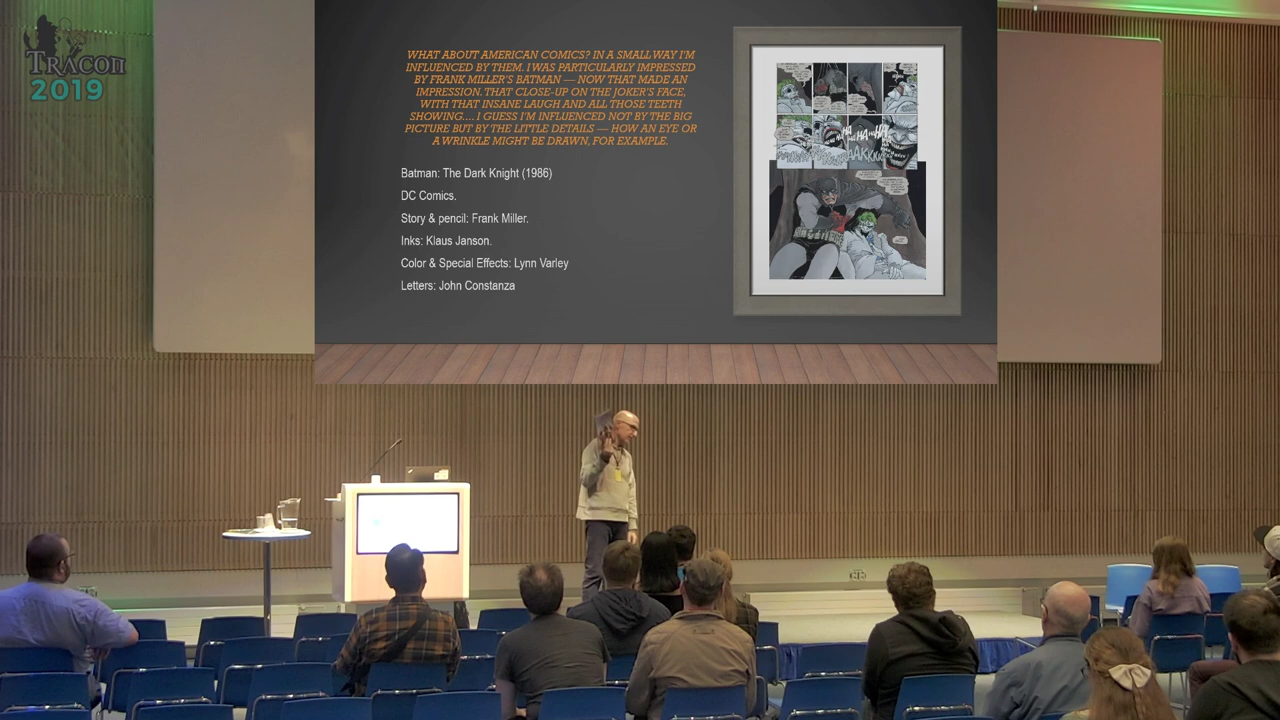 TRACON
2019
WHAT ABOUT AMERICAN COMICS? IN A SMALL WAY I'M
INFLUENCED BY THEM. I WAS PARTICULARLY IMPRESSED
BY FRANK MILLER'S BATMAN — NOW THAT MADE AN
IMPRESSION. THAT CLOSE-UP ON THE JOKER'S FACE,
WITH THAT INSANE LAUGH AND ALL THOSE TEETH
SHOWING.... I GUESS I'M INFLUENCED NOT BY THE BIG
PICTURE BUT BY THE LITTLE DETAILS — HOW AN EYE OR
A WRINKLE MIGHT BE DRAWN, FOR EXAMPLE.
Batman: The Dark Knight (1986)
DC Comics.
Story & pencil: Frank Miller.
Inks: Klaus Janson.
Color & Special Effects: Lynn Varley
Letters: John Constanza